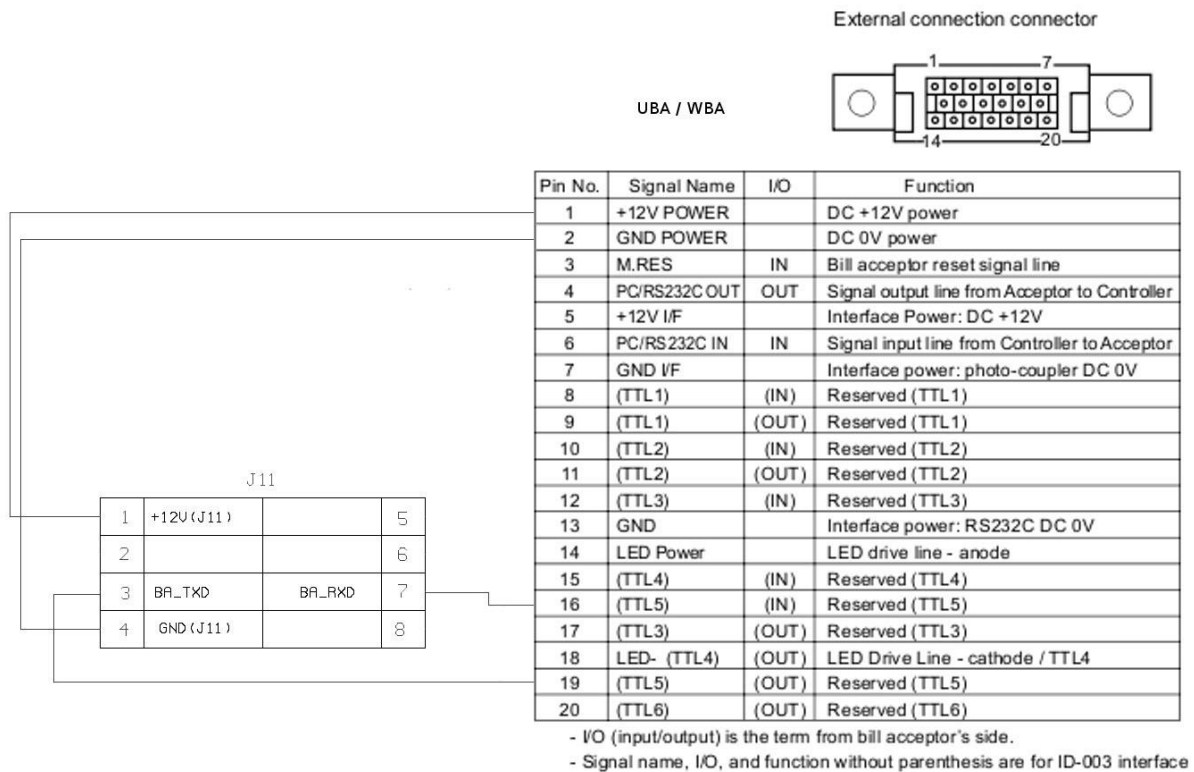 External connection connector
1 7
UBA / WBA
14 20
Pin No. Signal Name I/O Function
1 +12V POWER DC +12V power
2 GND POWER DC 0V power
3 M.RES IN Bill acceptor reset signal line
4 PC/RS232C OUT OUT Signal output line from Acceptor to Controller
5 +12V I/F Interface Power: DC +12V
6 PC/RS232C IN IN Signal input line from Controller to Acceptor
7 GND I/F Interface power: photo-coupler DC 0V
8 (TTL1) (IN) Reserved (TTL1)
9 (TTL1) (OUT) Reserved (TTL1)
10 (TTL2) (IN) Reserved (TTL2)
11 (TTL2) (OUT) Reserved (TTL2)
12 (TTL3) (IN) Reserved (TTL3)
13 GND Interface power: RS232C DC 0V
14 LED Power LED drive line - anode
15 (TTL4) (IN) Reserved (TTL4)
16 (TTL5) (IN) Reserved (TTL5)
17 (TTL3) (OUT) Reserved (TTL3)
18 LED- (TTL4) (OUT) LED Drive Line - cathode / TTL4
19 (TTL5) (OUT) Reserved (TTL5)
20 (TTL6) (OUT) Reserved (TTL6)
- I/O (input/output) is the term from bill acceptor's side.
- Signal name, I/O, and function without parenthesis are for ID-003 interface
J11
1 +12V(J11) 5
2 6
3 BA_TXD BA_RXD 7
4 GND(J11) 8